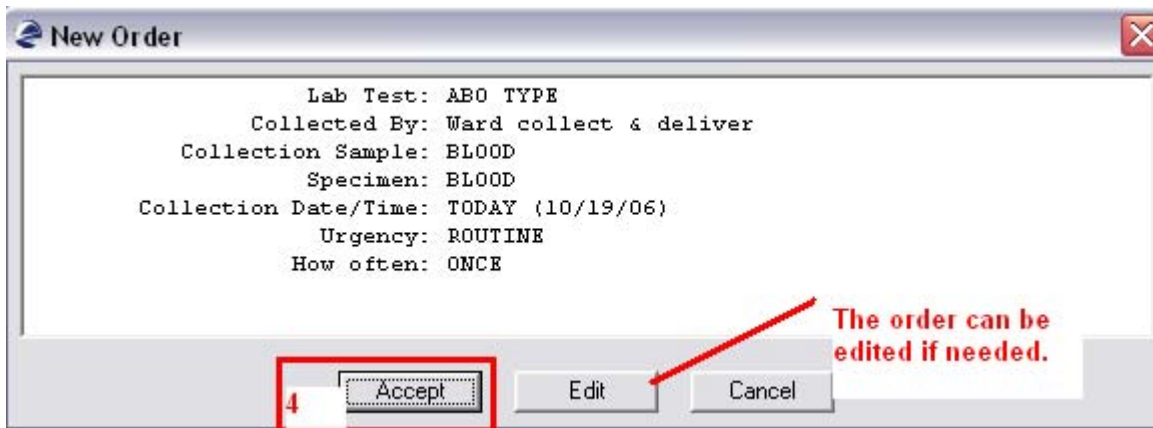 New Order
Lab Test: ABO TYPE
Collected By: Ward collect & deliver
Collection Sample: BLOOD
Specimen: BLOOD
Collection Date/Time: TODAY (10/19/06)
Urgency: ROUTINE
How often: ONCE
The order can be
edited if needed.
4
Accept
Edit
Cancel